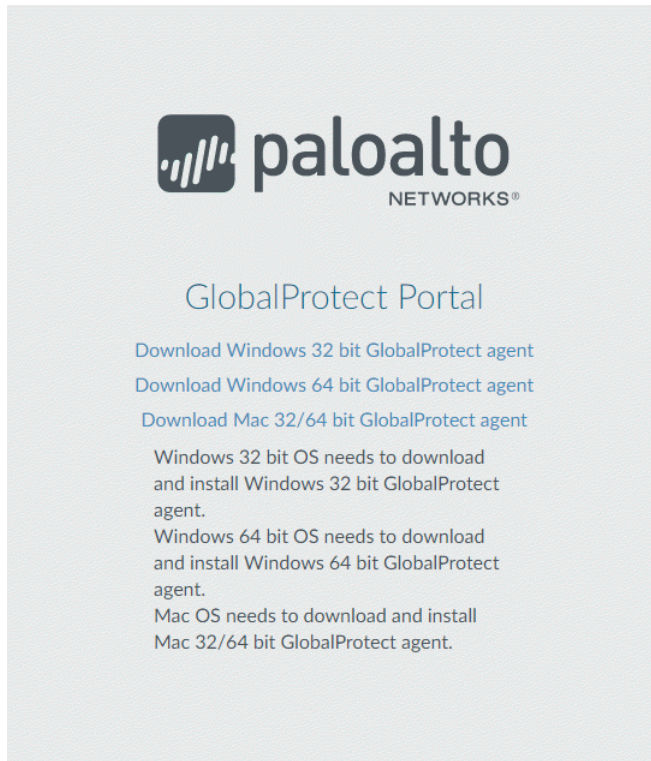 paloalto
NETWORKS®
GlobalProtect Portal
Download Windows 32 bit GlobalProtect agent
Download Windows 64 bit GlobalProtect agent
Download Mac 32/64 bit GlobalProtect agent
Windows 32 bit OS needs to download
and install Windows 32 bit GlobalProtect
agent.
Windows 64 bit OS needs to download
and install Windows 64 bit GlobalProtect
agent.
Mac OS needs to download and install
Mac 32/64 bit GlobalProtect agent.